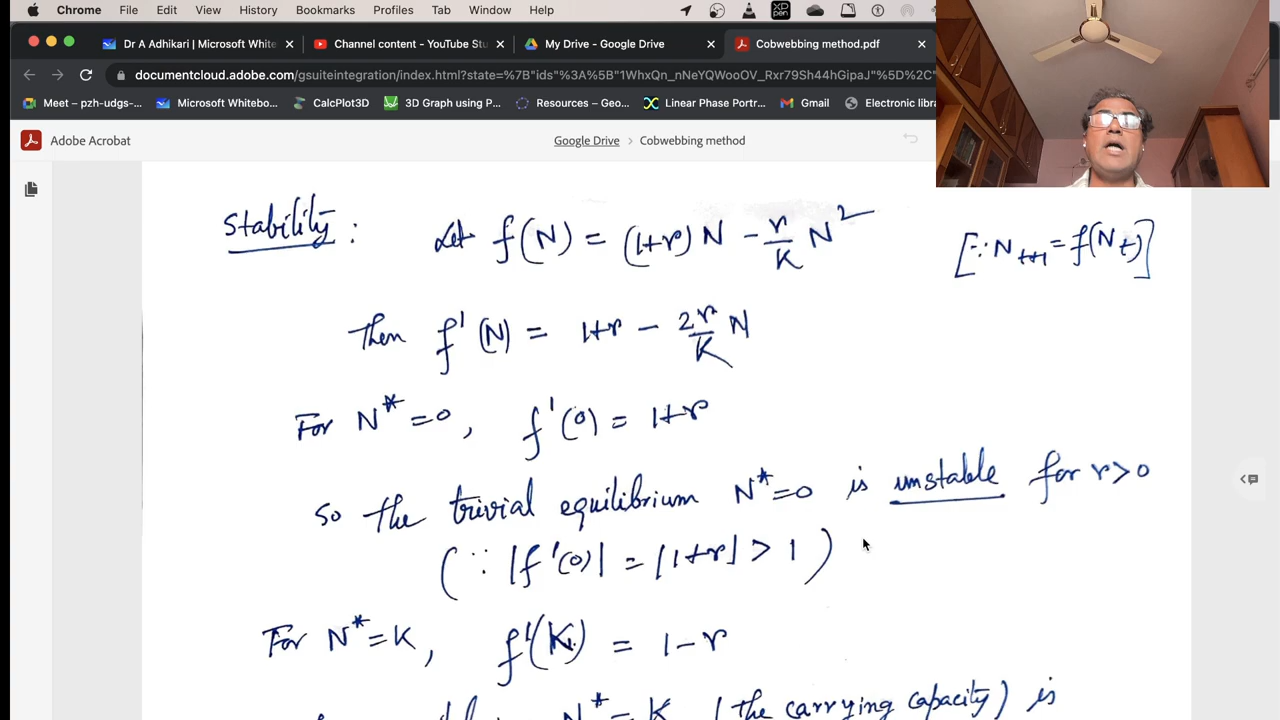 Chrome File Edit View History Bookmarks Profiles Tab Window Help
Dr A Adhikari | Microsoft White Channel content - YouTube Stu My Drive - Google Drive Cobwebbing method.pdf
documentcloud.adobe.com/gsuiteintegration/index.html?state=%7B"ids"%3A%5B"1WhxQn_nNeYQWooOV_Rxr79Sh44hGipaJ"%5D%2C"
Meet – pzh-udgs-... Microsoft Whitebo... CalcPlot3D 3D Graph using P... Resources – Geo... Linear Phase Portr... Gmail Electronic libra
Adobe Acrobat Google Drive > Cobwebbing method
Stability : Let f(N) = (1+r) N - r/K N² [∵ N_{t+1} = f(N_t)]
Then f'(N) = 1+r - 2r/K N
For N* = 0, f'(0) = 1+r
So the trivial equilibrium N* = 0 is unstable for r>0
(∵ |f'(0)| = |1+r| > 1)
For N* = K, f'(K) = 1-r
N* = K (the carrying capacity) is